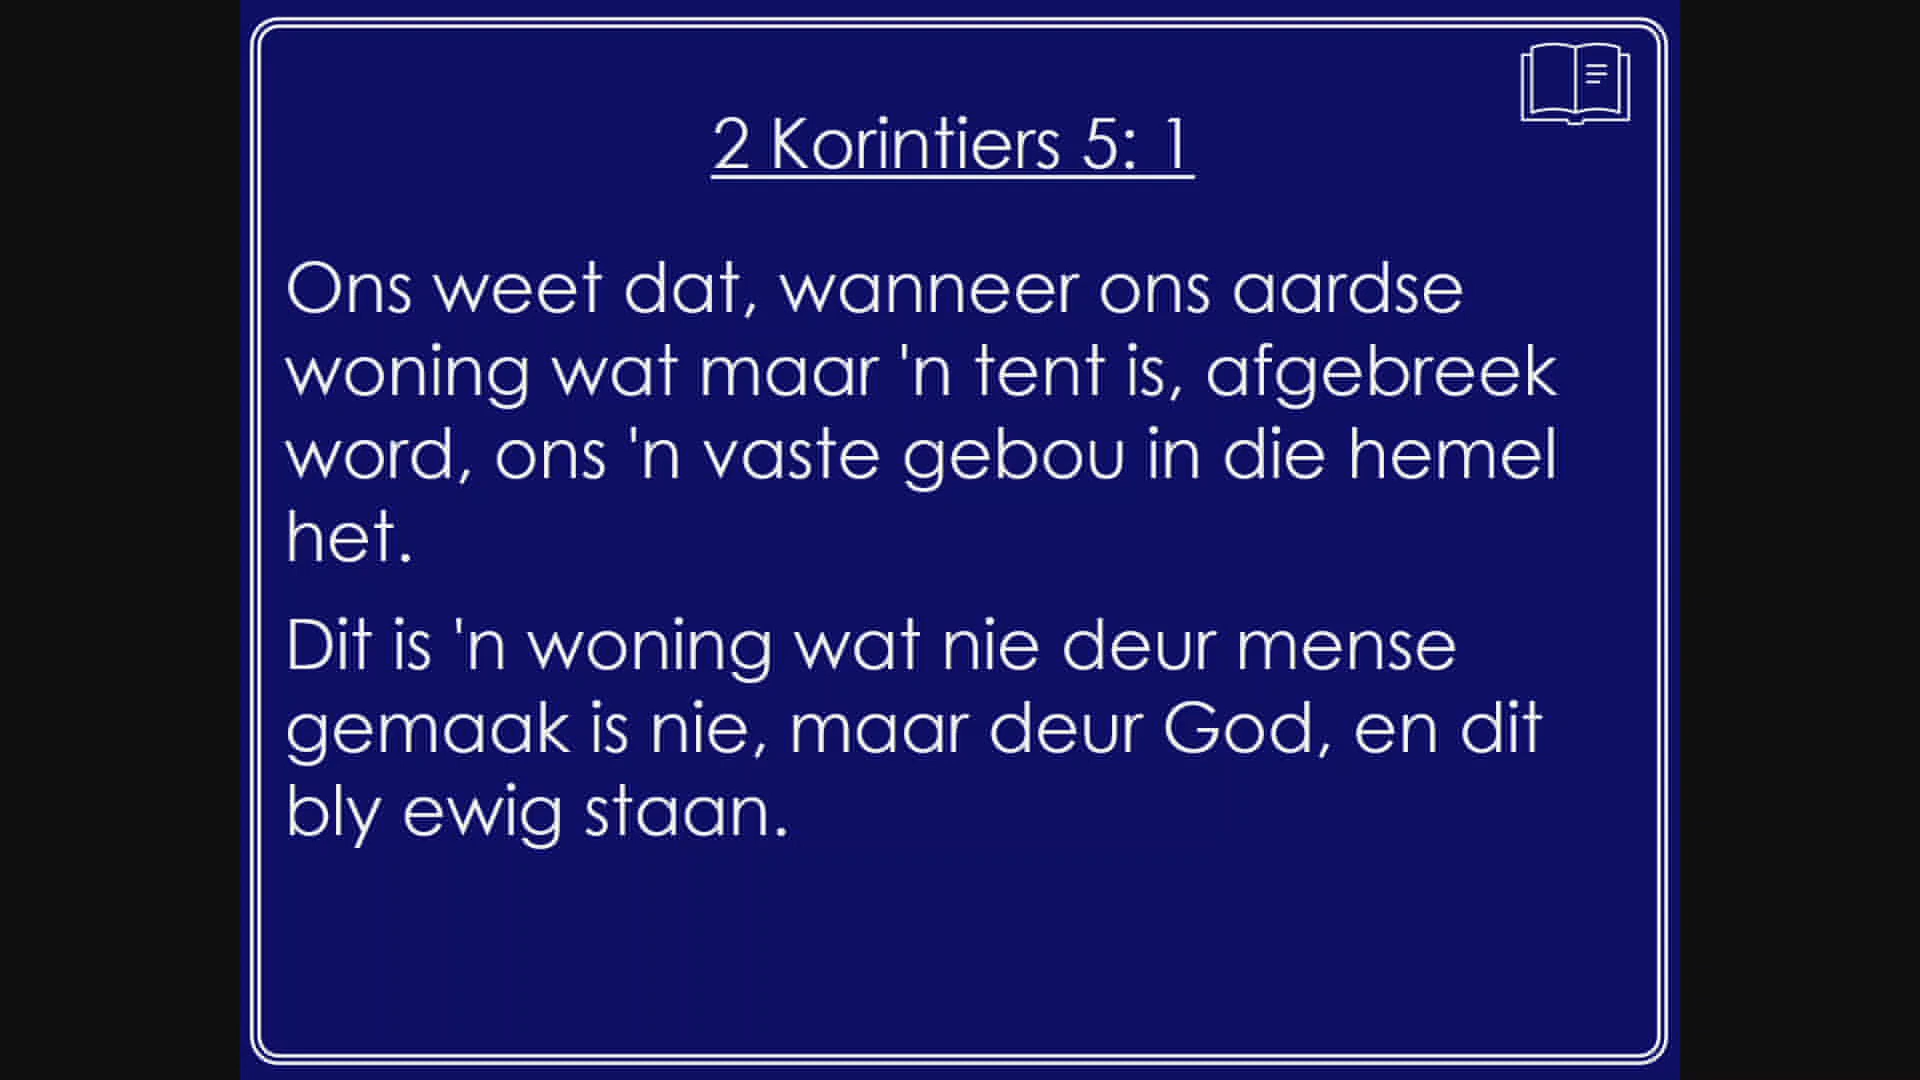 2 Korintiers 5: 1
Ons weet dat, wanneer ons aardse
woning wat maar 'n tent is, afgebreek
word, ons 'n vaste gebou in die hemel
het.
Dit is 'n woning wat nie deur mense
gemaak is nie, maar deur God, en dit
bly ewig staan.